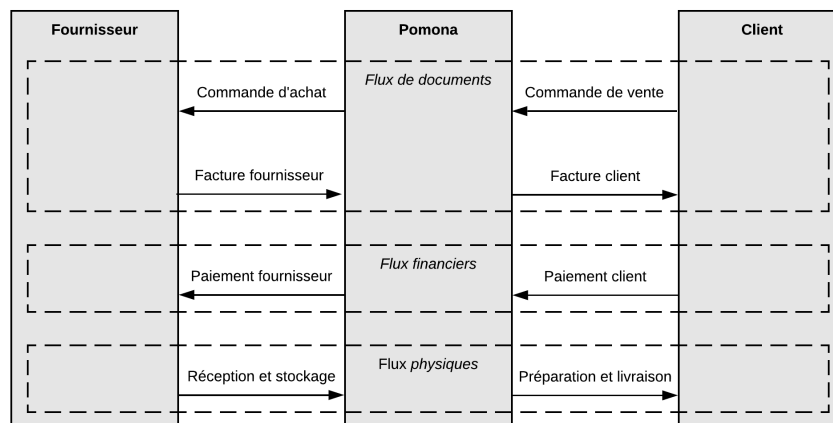 Fournisseur
Pomona
Client
Flux de documents
Commande d'achat
Commande de vente
Facture fournisseur
Facture client
Flux financiers
Paiement fournisseur
Paiement client
Flux physiques
Réception et stockage
Préparation et livraison